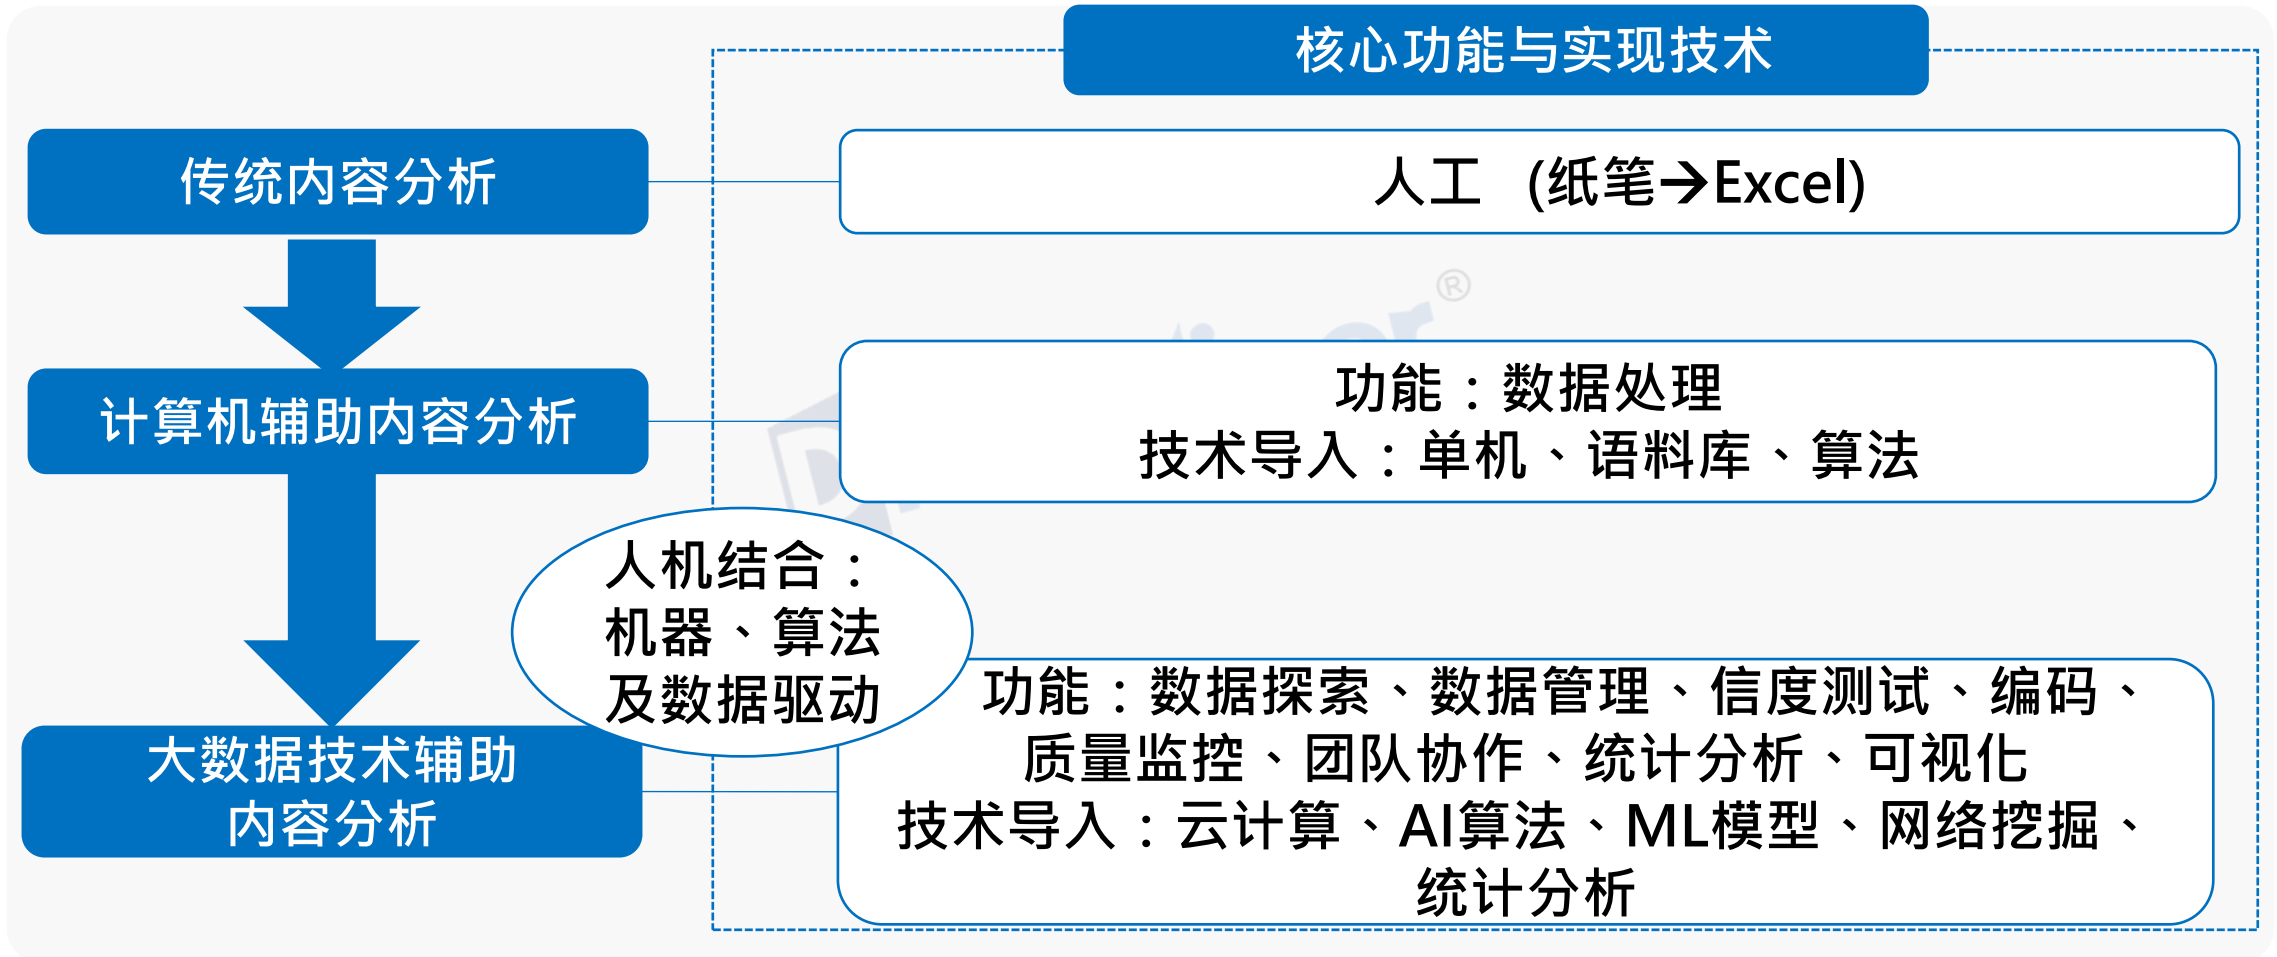 核心功能与实现技术
传统内容分析
人工 (纸笔→Excel)
计算机辅助内容分析
功能：数据处理
技术导入：单机、语料库、算法
人机结合：
机器、算法
及数据驱动
大数据技术辅助
内容分析
功能：数据探索、数据管理、信度测试、编码、
质量监控、团队协作、统计分析、可视化
技术导入：云计算、AI算法、ML模型、网络挖掘、
统计分析